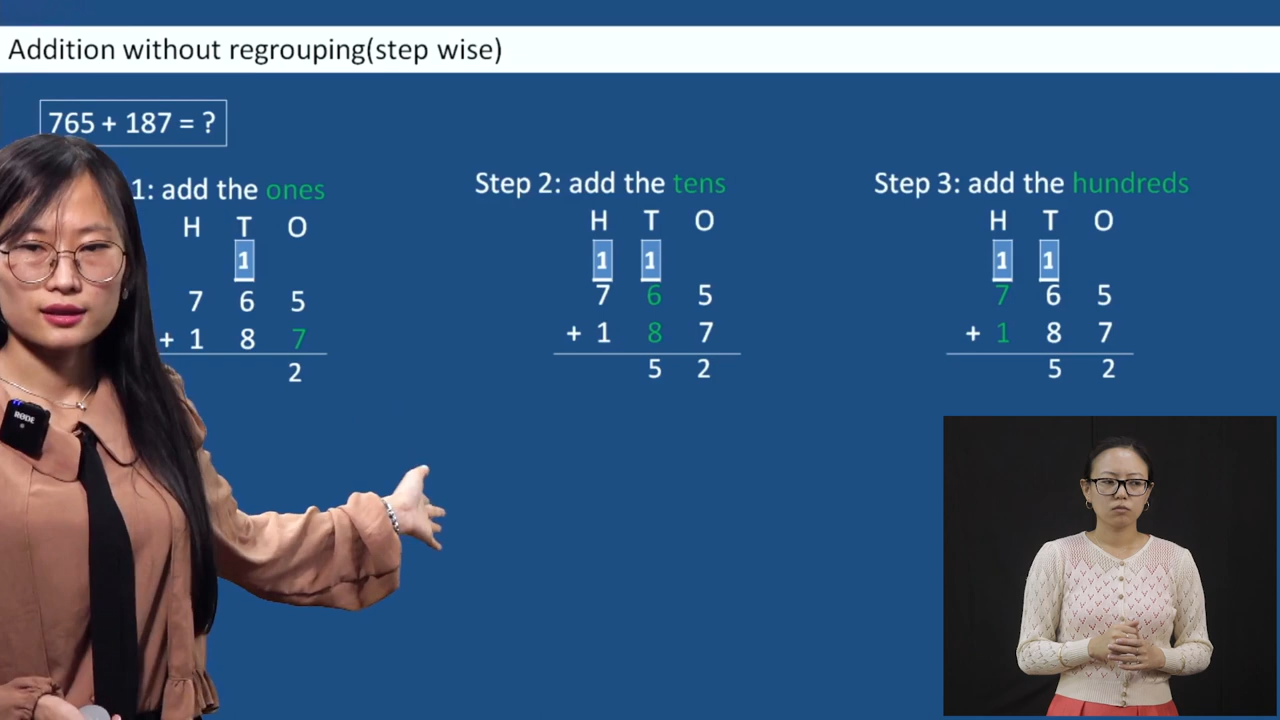 Addition without regrouping(step wise)
765 + 187 = ?
1: add the ones
H T O
1
7 6 5
+ 1 8 7
2
Step 2: add the tens
H T O
1 1
7 6 5
+ 1 8 7
5 2
Step 3: add the hundreds
H T O
1 1
7 6 5
+ 1 8 7
5 2
RØDE